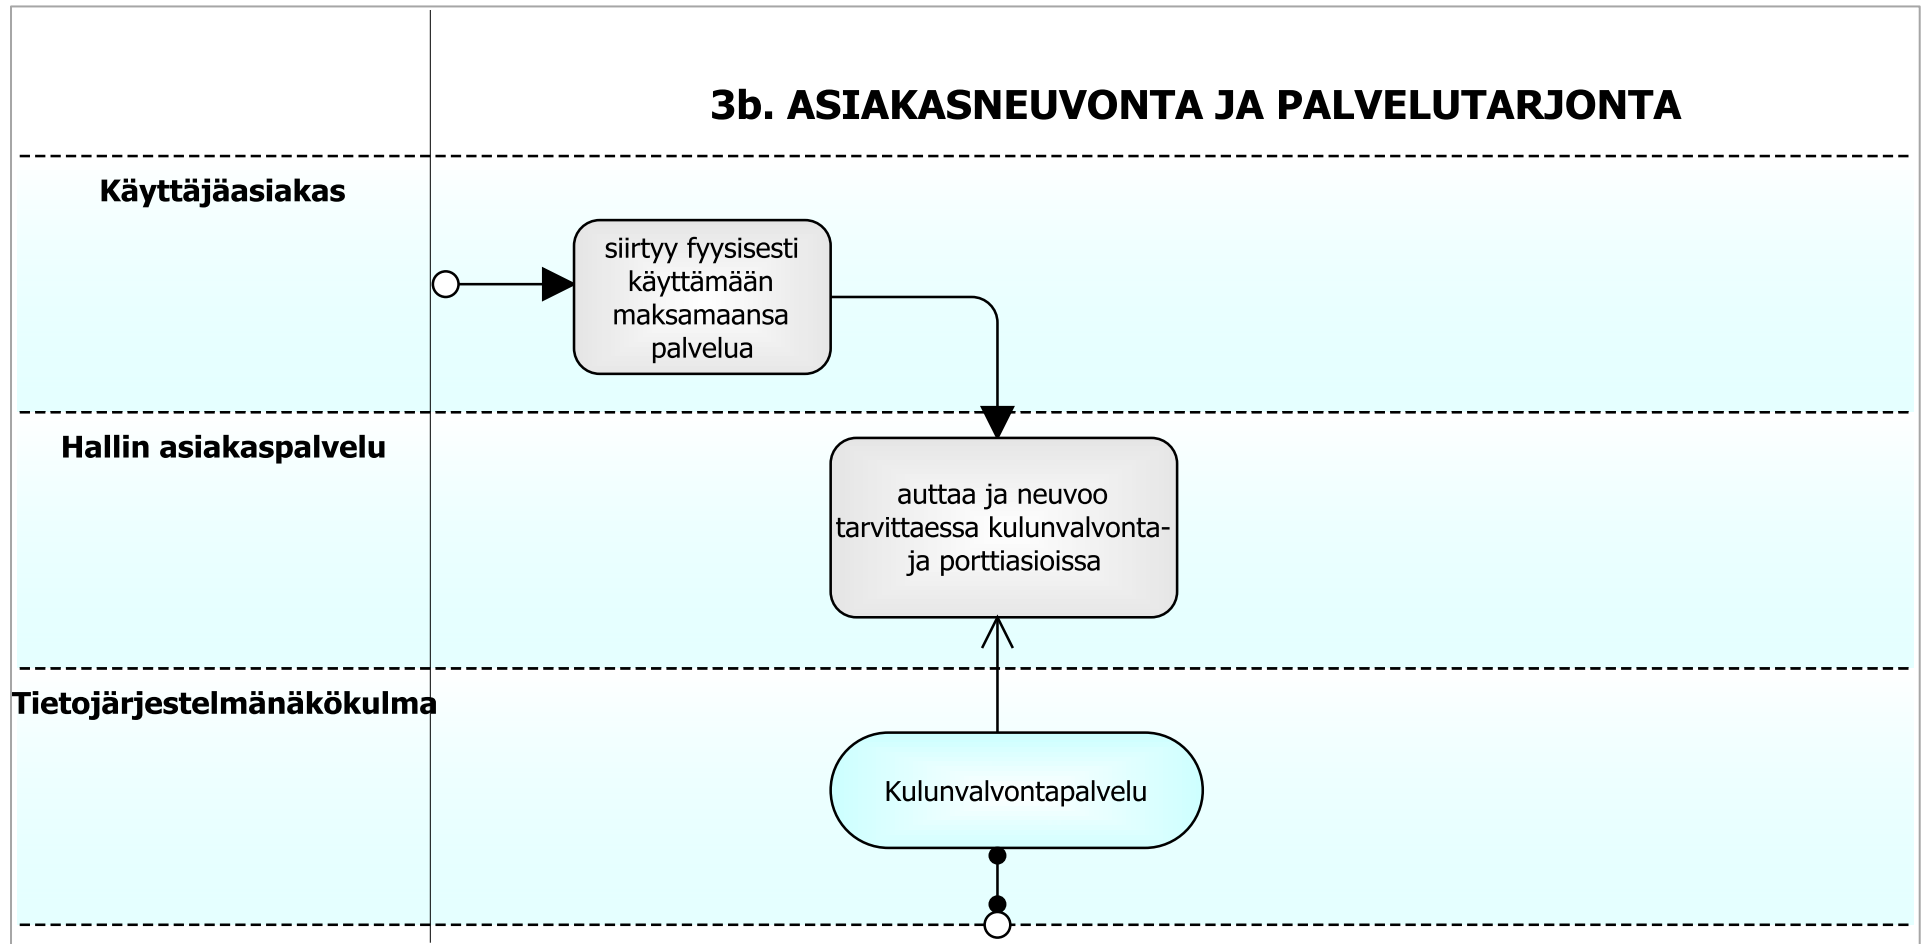 3b. ASIAKASNEUVONTA JA PALVELUTARJONTA
Käyttäjäasiakas
siirtyy fyysisesti
käyttämään
maksamaansa
palvelua
Hallin asiakaspalvelu
auttaa ja neuvoo
tarvittaessa kulunvalvonta-
ja porttiasioissa
Tietojärjestelmänäkökulma
Kulunvalvontapalvelu